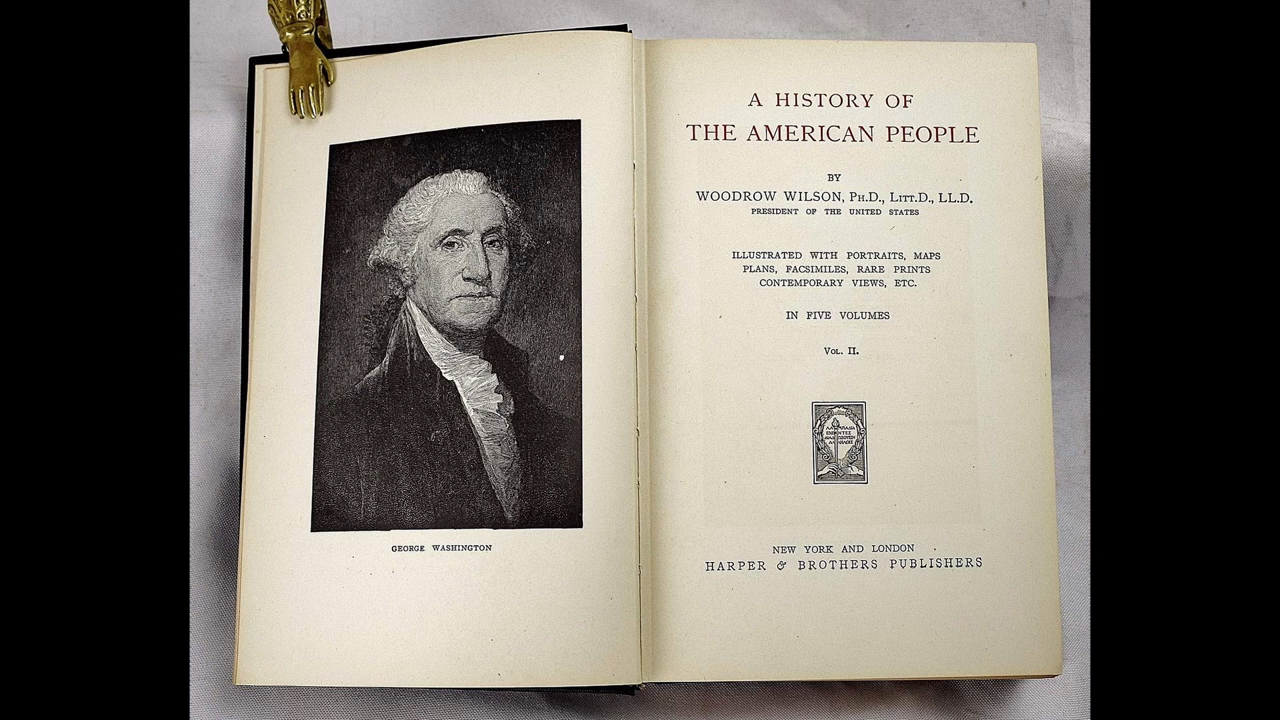 GEORGE WASHINGTON
A HISTORY OF
THE AMERICAN PEOPLE
BY
WOODROW WILSON, PH.D., LITT.D., LL.D.
PRESIDENT OF THE UNITED STATES
ILLUSTRATED WITH PORTRAITS, MAPS
PLANS, FACSIMILES, RARE PRINTS
CONTEMPORARY VIEWS, ETC.
IN FIVE VOLUMES
VOL. II.
NEW YORK AND LONDON
HARPER & BROTHERS PUBLISHERS